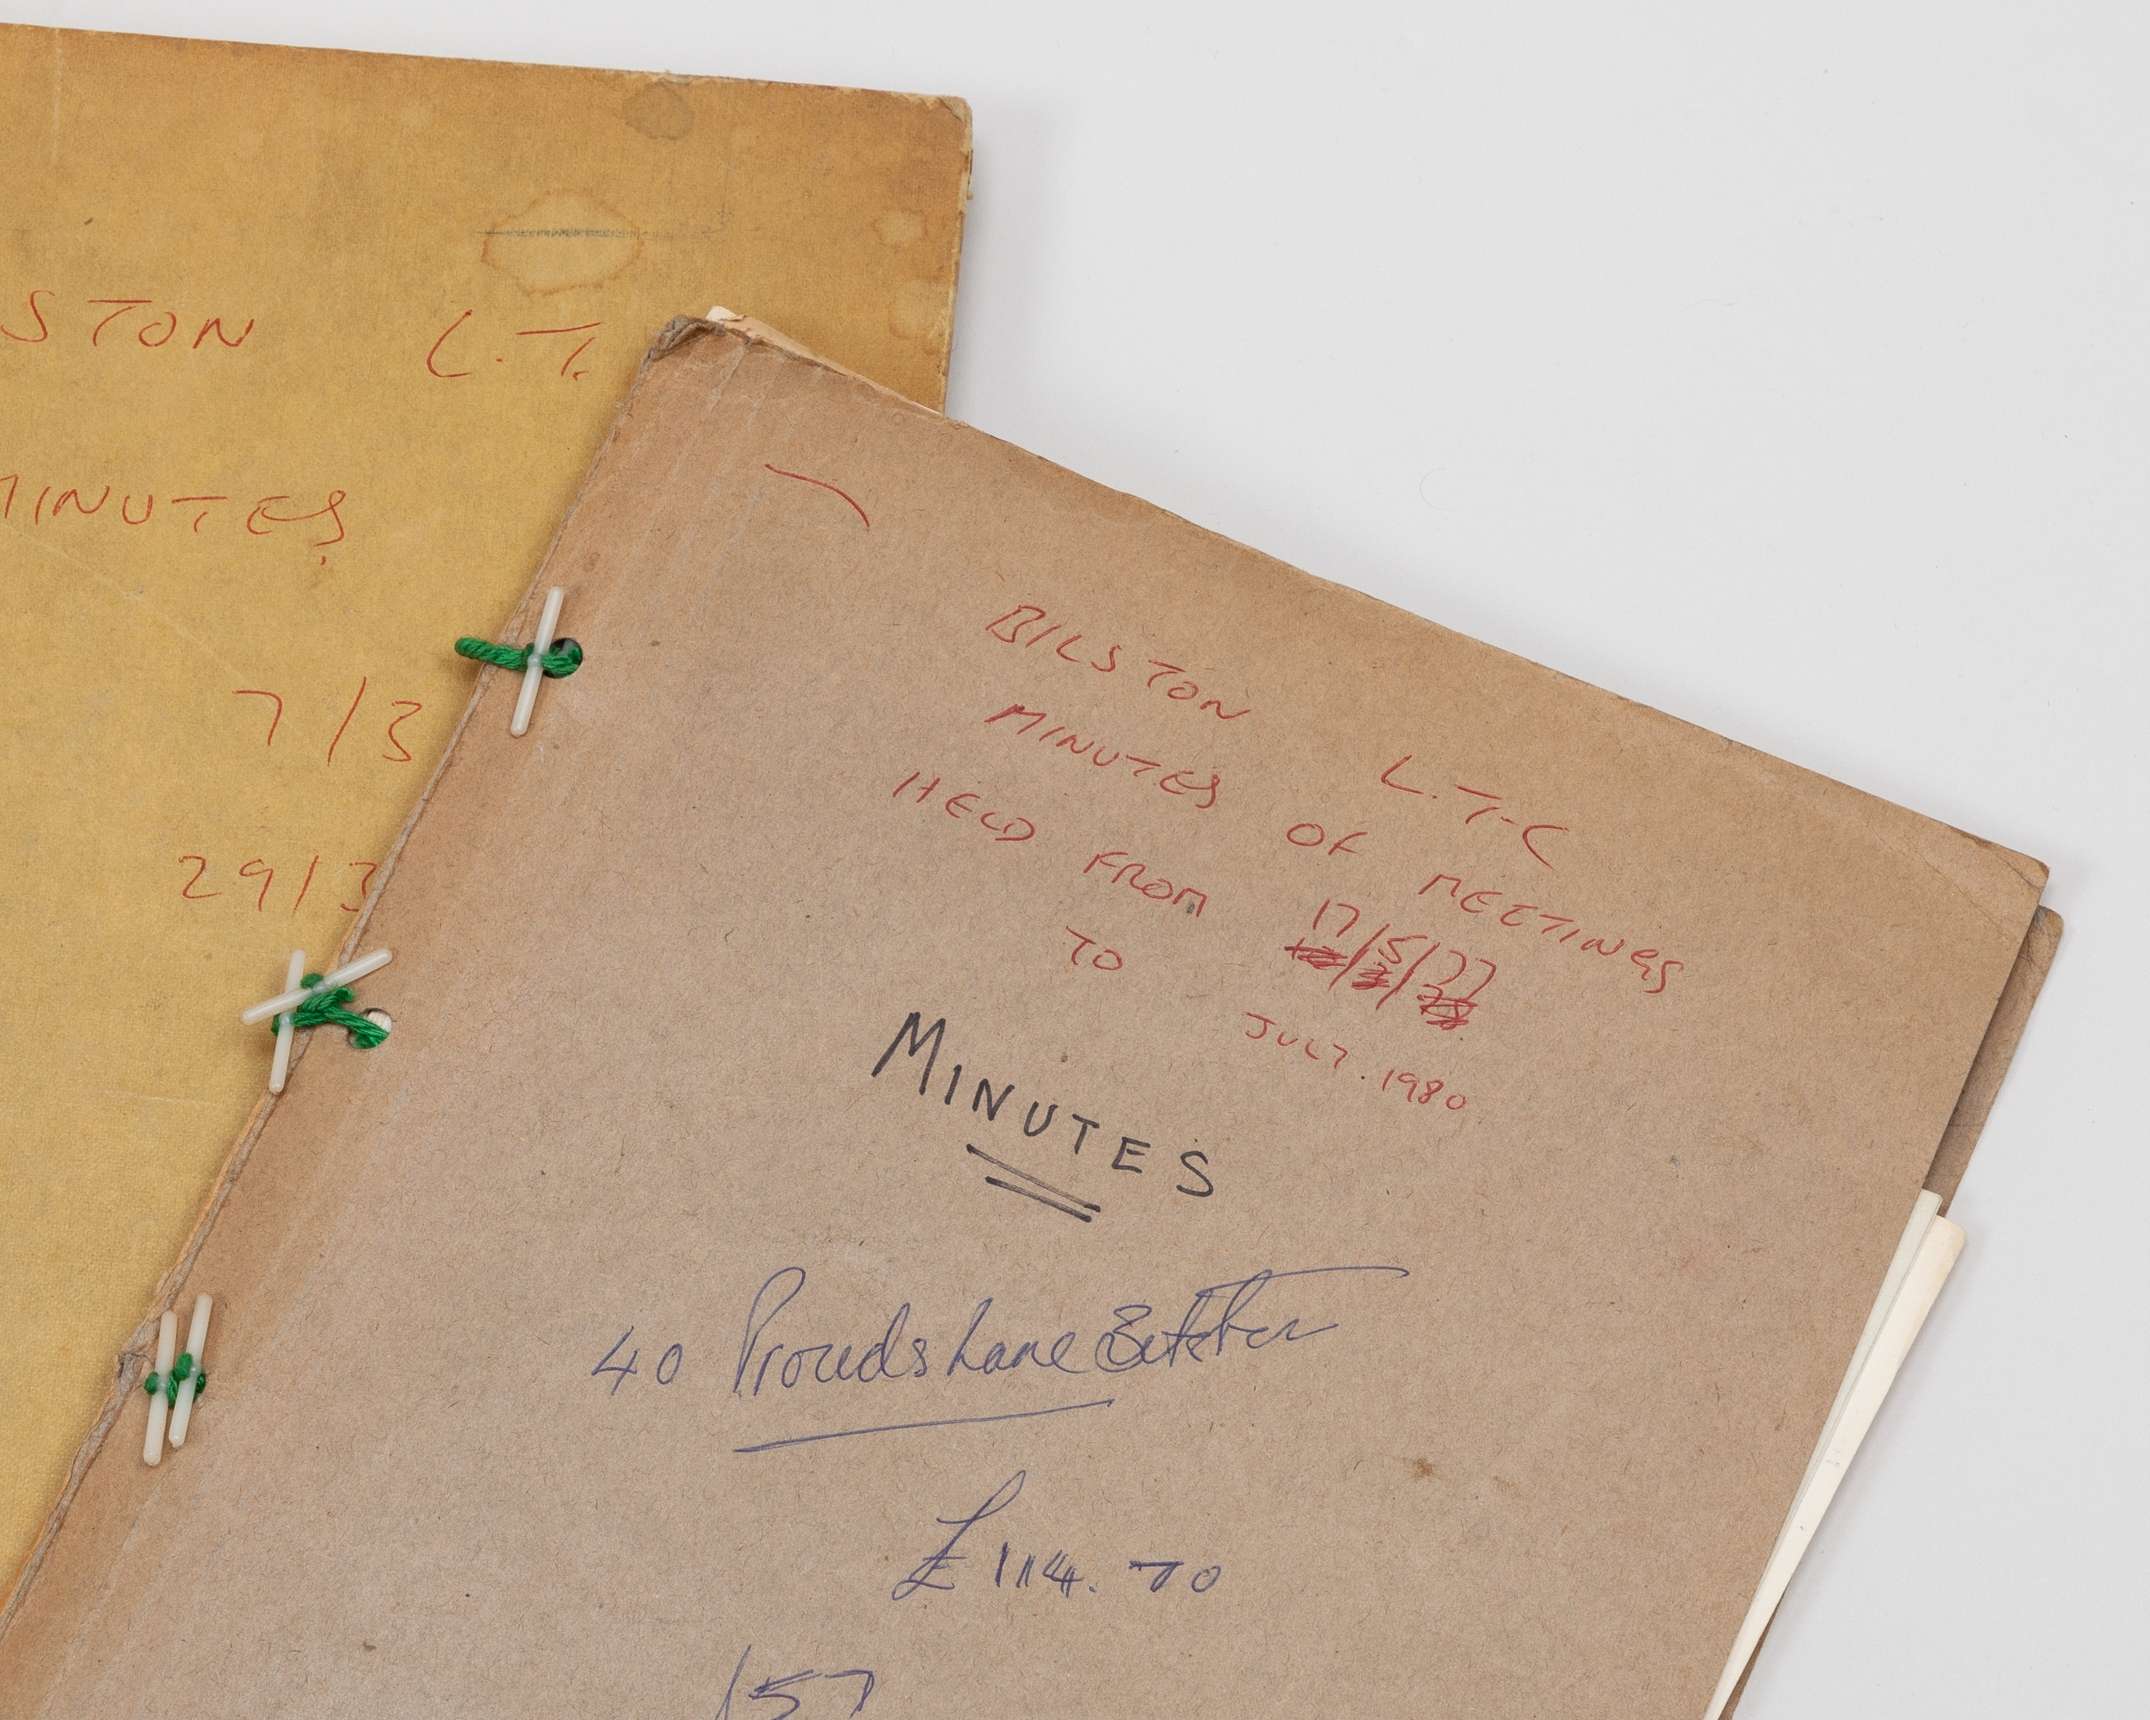 STON L.T.
MINUTES
7/3
29/3
BILSTON L.T.C
MINUTES OF MEETINGS
HELD FROM 17/5/77
TO JULY. 1980
MINUTES
40 Prouds Lane
£114.70
157